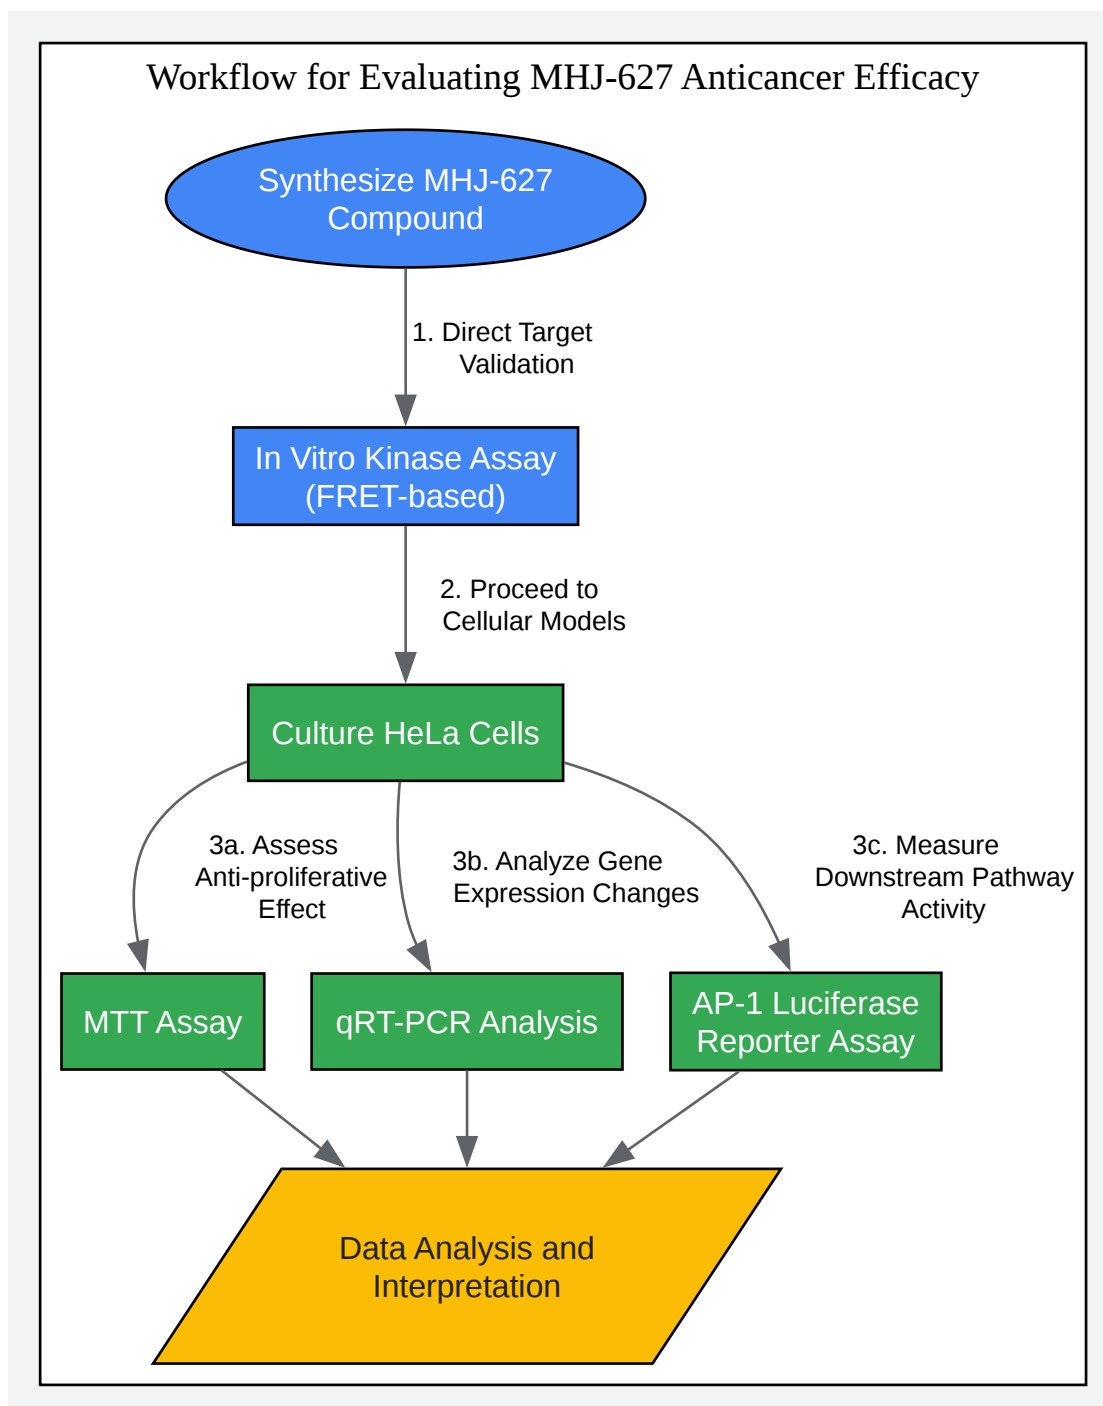 Workflow for Evaluating MHJ-627 Anticancer Efficacy
Synthesize MHJ-627
Compound
1. Direct Target
Validation
In Vitro Kinase Assay
(FRET-based)
2. Proceed to
Cellular Models
Culture HeLa Cells
3a. Assess
Anti-proliferative
Effect
3b. Analyze Gene
Expression Changes
3c. Measure
Downstream Pathway
Activity
MTT Assay
qRT-PCR Analysis
AP-1 Luciferase
Reporter Assay
Data Analysis and
Interpretation